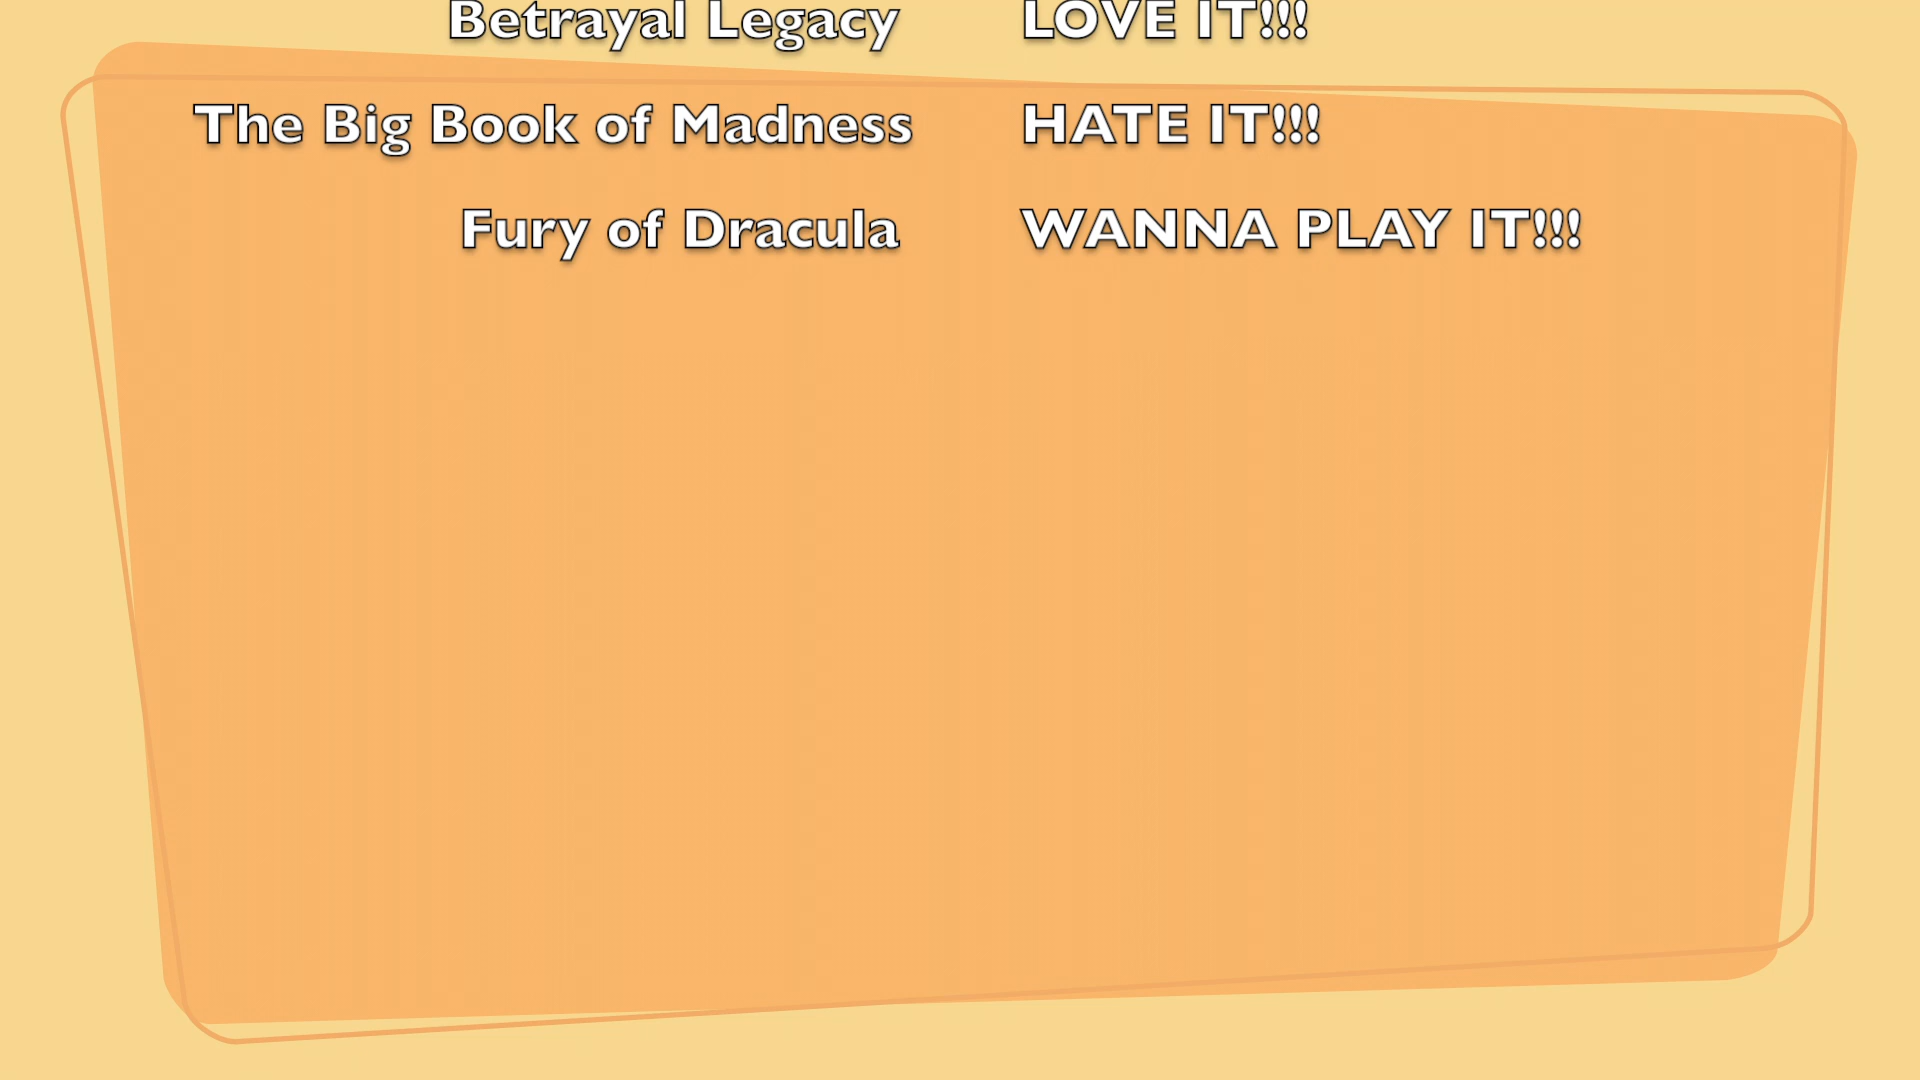 Betrayal Legacy LOVE IT!!!
The Big Book of Madness HATE IT!!!
Fury of Dracula WANNA PLAY IT!!!